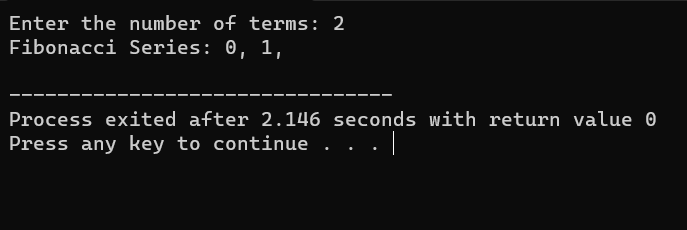 Enter the number of terms: 2
Fibonacci Series: 0, 1,
--------------------------------
Process exited after 2.146 seconds with return value 0
Press any key to continue . . .